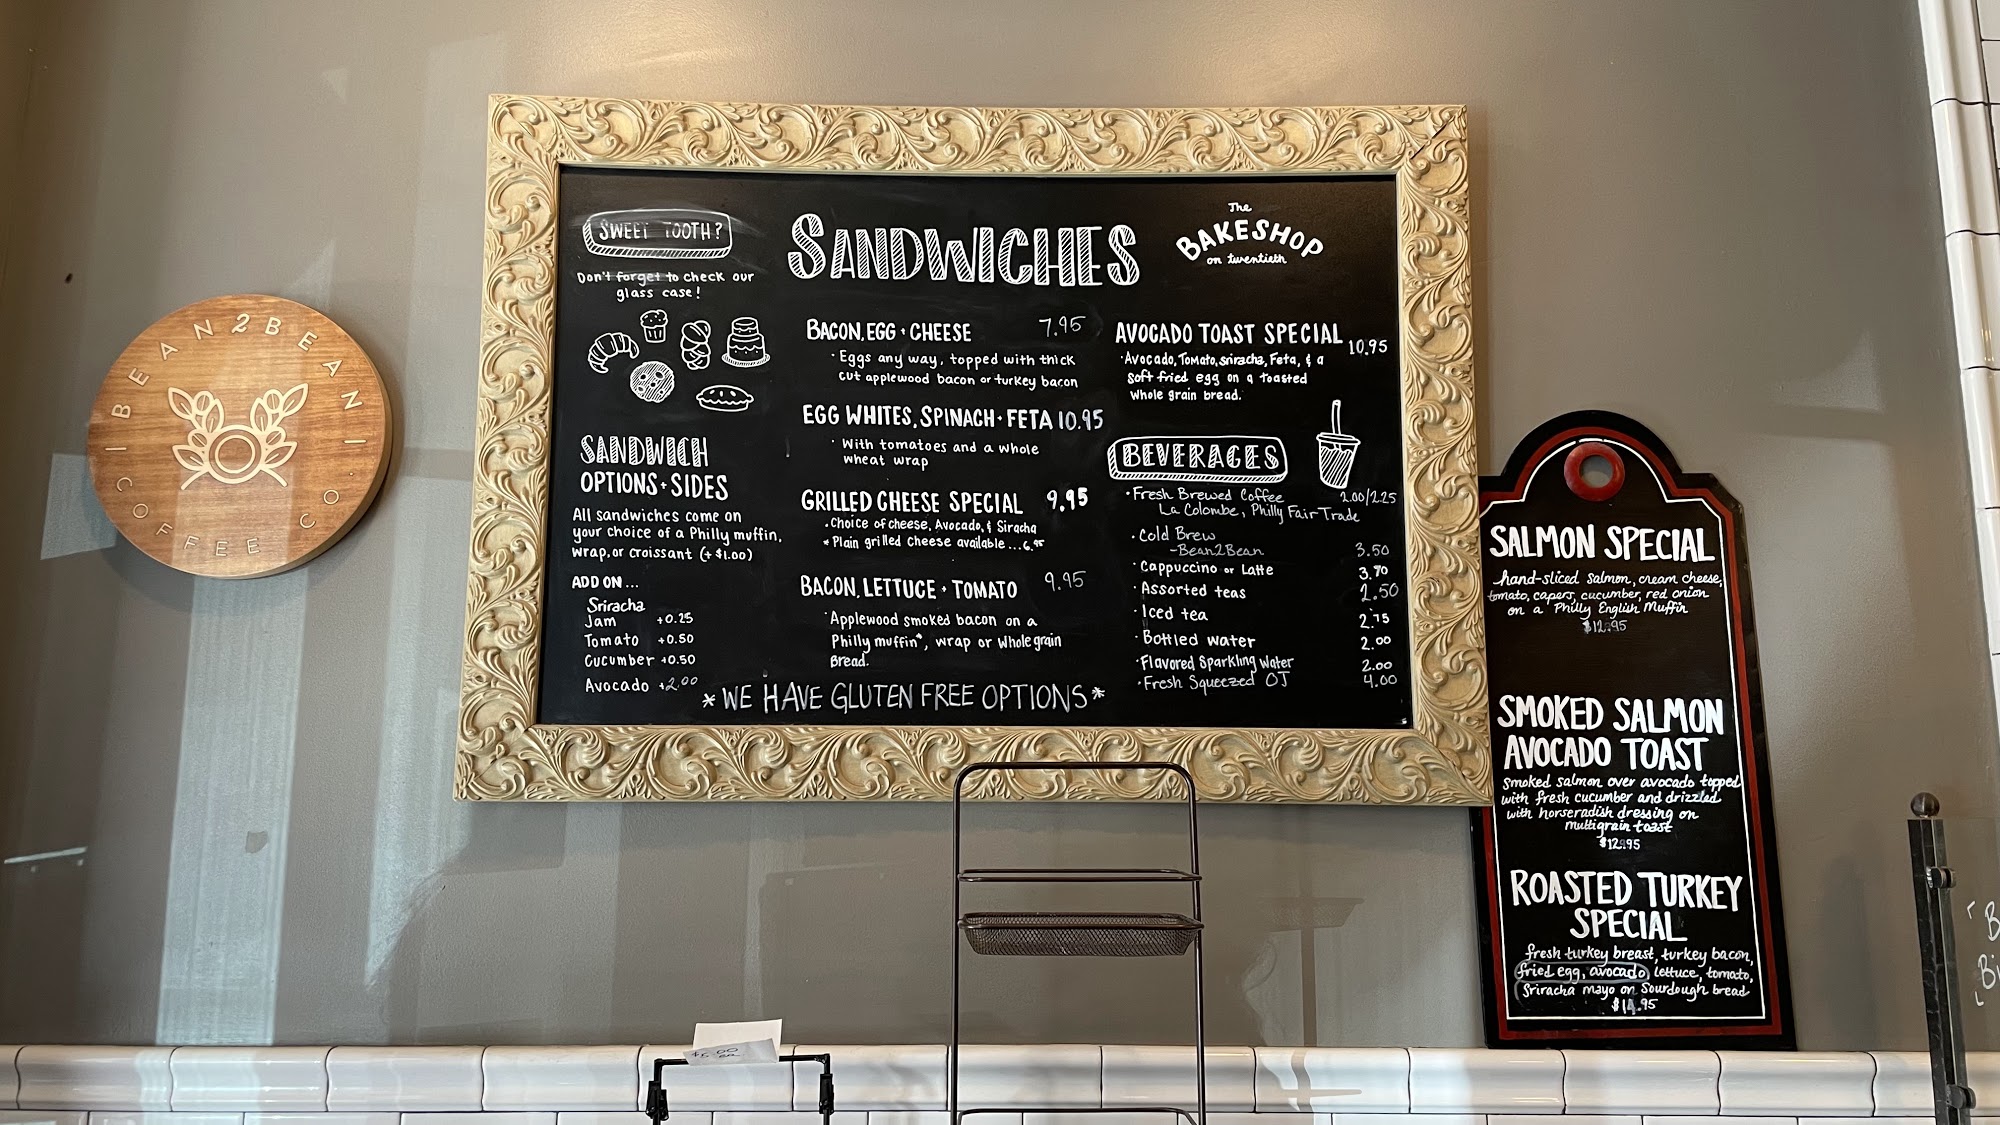 BEAN2BEAN
COFFEE CO.
SWEET TOOTH?
Don't forget to check our
glass case!
SANDWICH
OPTIONS + SIDES
All sandwiches come on
your choice of a Philly muffin,
wrap, or croissant (+ $1.00)
ADD ON...
Sriracha
Jam +0.25
Tomato +0.50
Cucumber +0.50
Avocado +2.00
SANDWICHES
BACON, EGG + CHEESE 7.95
· Eggs any way, topped with thick
cut applewood bacon or turkey bacon
EGG WHITES, SPINACH + FETA 10.95
· With tomatoes and a whole
wheat wrap
GRILLED CHEESE SPECIAL 9.95
· Choice of cheese, Avocado, & Siracha
* Plain grilled cheese available ... 6.95
BACON, LETTUCE + TOMATO 9.95
· Applewood smoked bacon on a
Philly muffin*, wrap or whole grain
Bread.
*WE HAVE GLUTEN FREE OPTIONS*
The
BAKESHOP
on twentieth
AVOCADO TOAST SPECIAL 10.95
· Avocado, Tomato, sriracha, Feta, & a
soft fried egg on a toasted
whole grain bread.
BEVERAGES
· Fresh Brewed Coffee 2.00/2.25
La Colombe, Philly Fair Trade
· Cold Brew
-Bean2Bean 3.50
· Cappuccino or Latte 3.70
· Assorted teas 2.50
· Iced tea 2.75
· Bottled water 2.00
· Flavored Sparkling Water 2.00
· Fresh Squeezed OJ 4.00
SALMON SPECIAL
hand-sliced salmon, cream cheese,
tomato, capers, cucumber, red onion
on a Philly English Muffin
$12.95
SMOKED SALMON
AVOCADO TOAST
smoked salmon over avocado topped
with fresh cucumber and drizzled
with horseradish dressing on
multigrain toast
$12.95
ROASTED TURKEY
SPECIAL
fresh turkey breast, turkey bacon,
fried egg, avocado, lettuce, tomato,
Sriracha mayo on Sourdough bread
$14.95
$5.00
ea